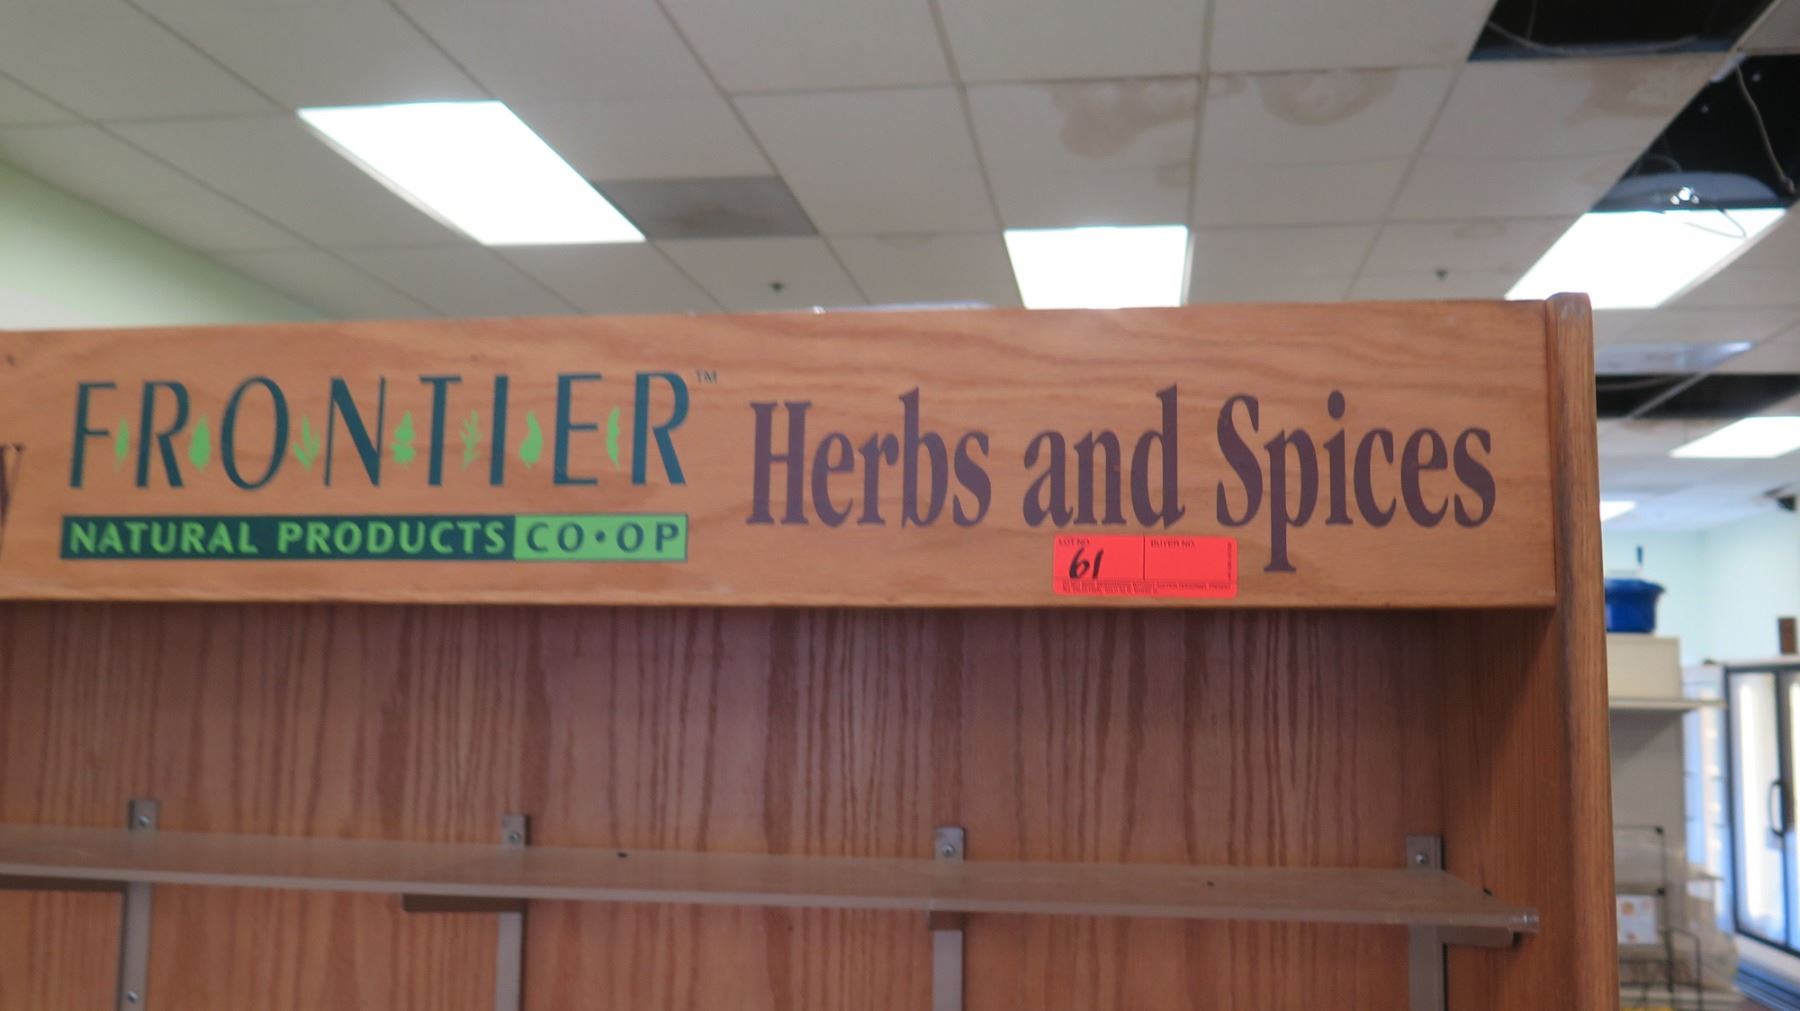 FRONTIER™
NATURAL PRODUCTS CO•OP
Herbs and Spices
LOT NO. BUYER NO.
61